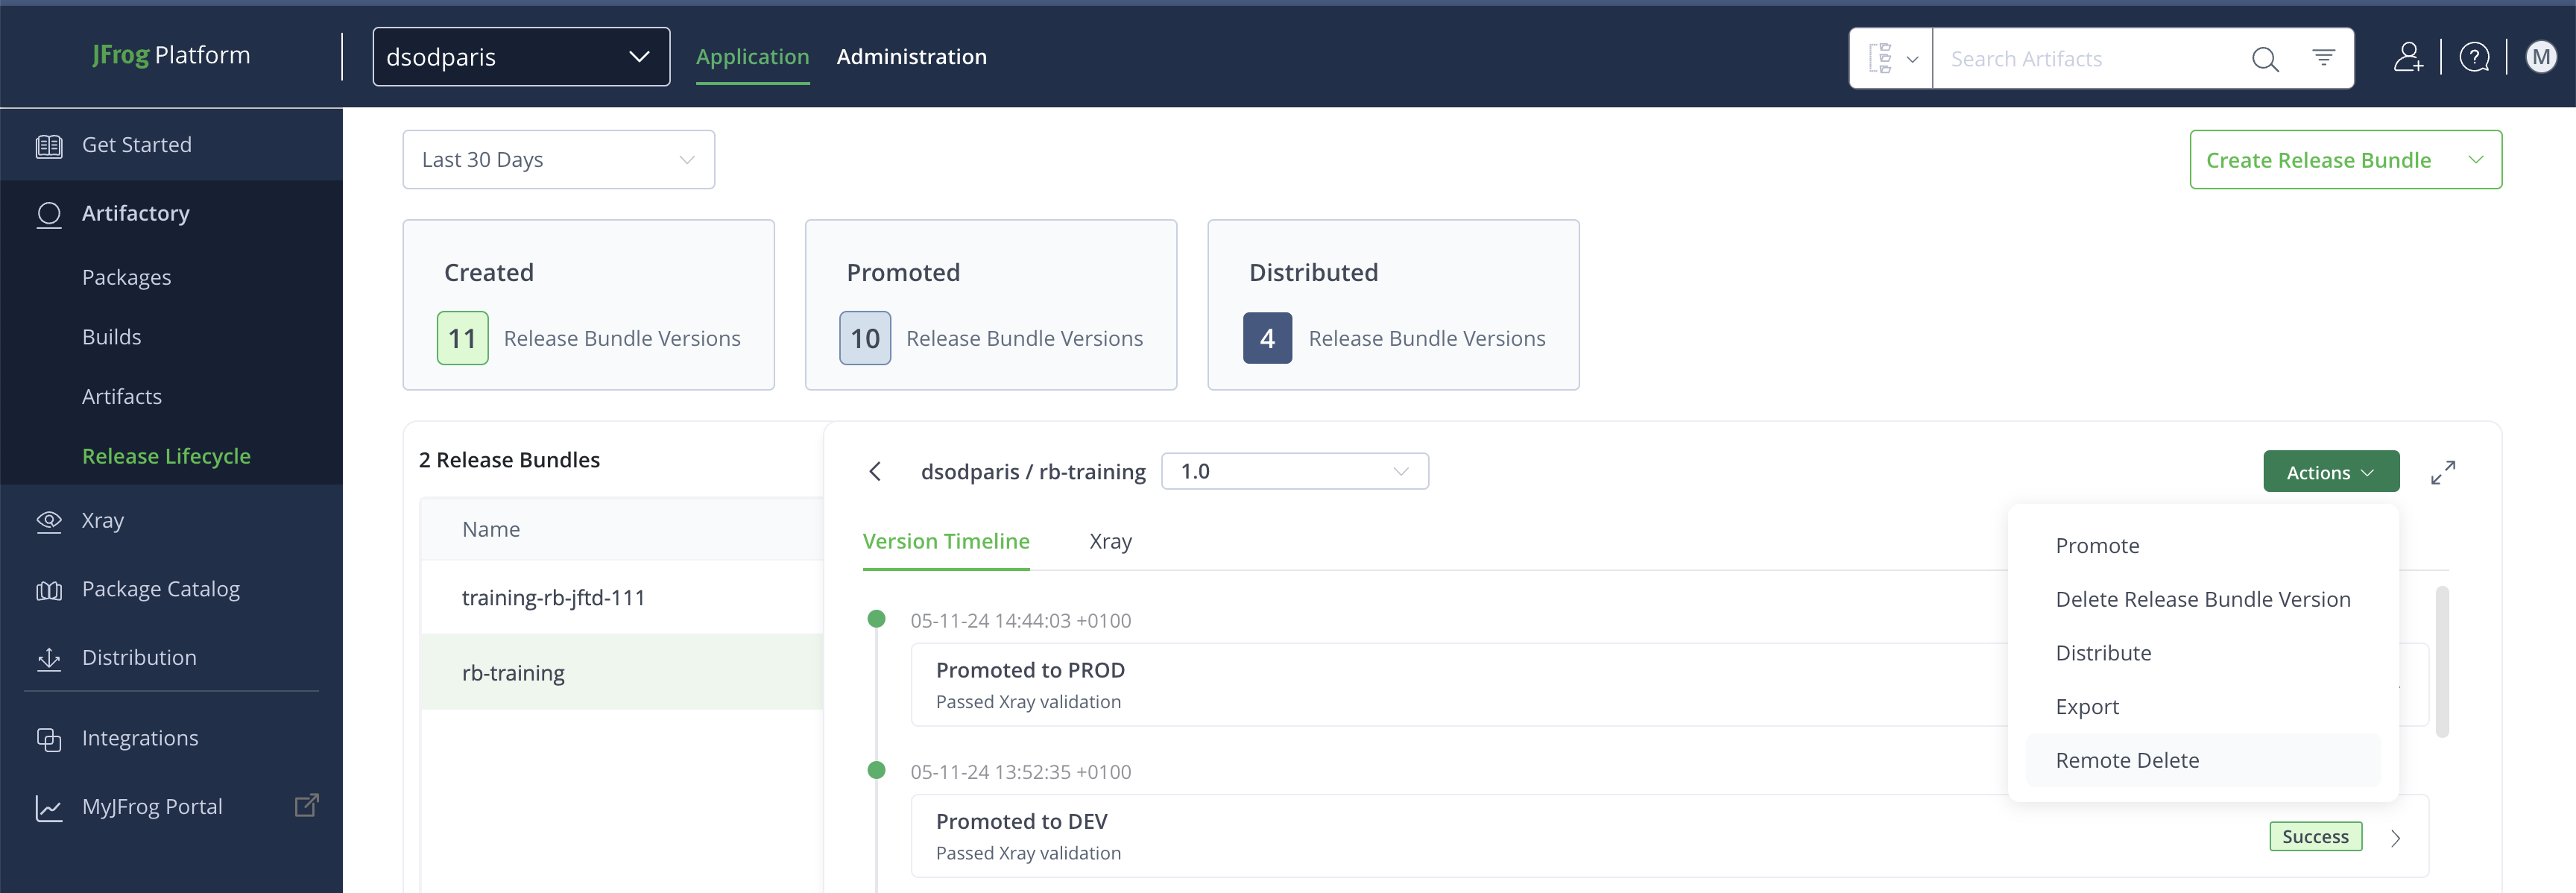 JFrog Platform
dsodparis
Application
Administration
Search Artifacts
?
M
Get Started
Artifactory
Packages
Builds
Artifacts
Release Lifecycle
Xray
Package Catalog
Distribution
Integrations
MyJFrog Portal
Last 30 Days
Create Release Bundle
Created
11 Release Bundle Versions
Promoted
10 Release Bundle Versions
Distributed
4 Release Bundle Versions
2 Release Bundles
Name
training-rb-jftd-111
rb-training
dsodparis / rb-training
1.0
Actions
Version Timeline
Xray
Promote
Delete Release Bundle Version
Distribute
Export
Remote Delete
05-11-24 14:44:03 +0100
Promoted to PROD
Passed Xray validation
05-11-24 13:52:35 +0100
Promoted to DEV
Passed Xray validation
Success